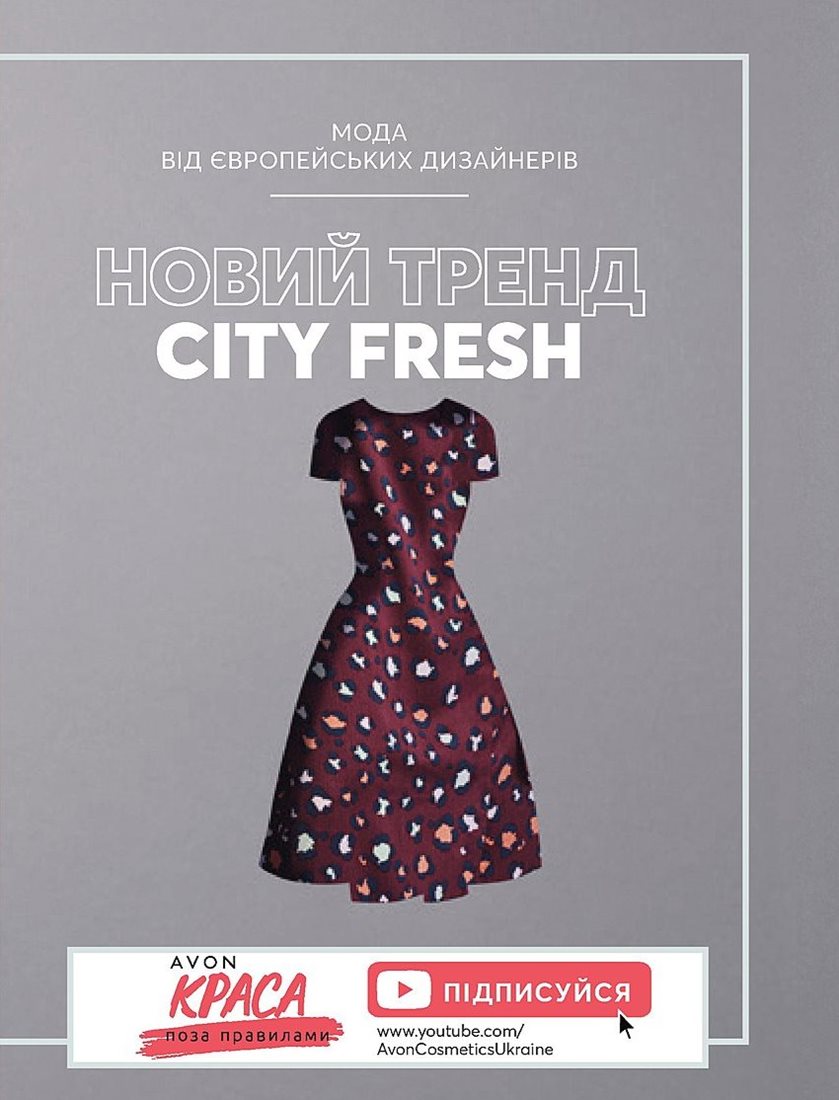 МОДА
ВІД ЄВРОПЕЙСЬКИХ ДИЗАЙНЕРІВ
НОВИЙ ТРЕНД
CITY FRESH
AVON
КРАСА
поза правилами
ПІДПИСУЙСЯ
www.youtube.com/
AvonCosmeticsUkraine